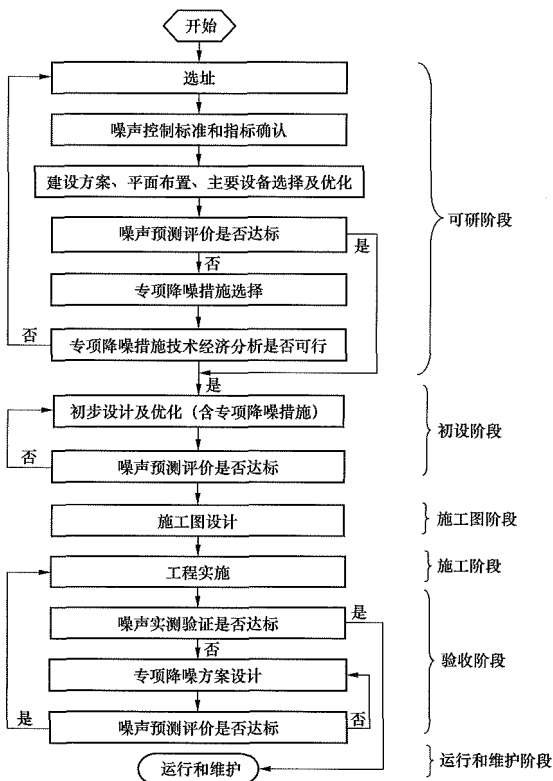 开始
选址
噪声控制标准和指标确认
建设方案、平面布置、主要设备选择及优化
噪声预测评价是否达标
是
否
专项降噪措施选择
否
专项降噪措施技术经济分析是否可行
是
可研阶段
初步设计及优化（含专项降噪措施）
否
噪声预测评价是否达标
初设阶段
施工图设计
施工图阶段
工程实施
施工阶段
噪声实测验证是否达标
是
否
专项降噪方案设计
是
噪声预测评价是否达标
否
验收阶段
运行和维护
运行和维护阶段